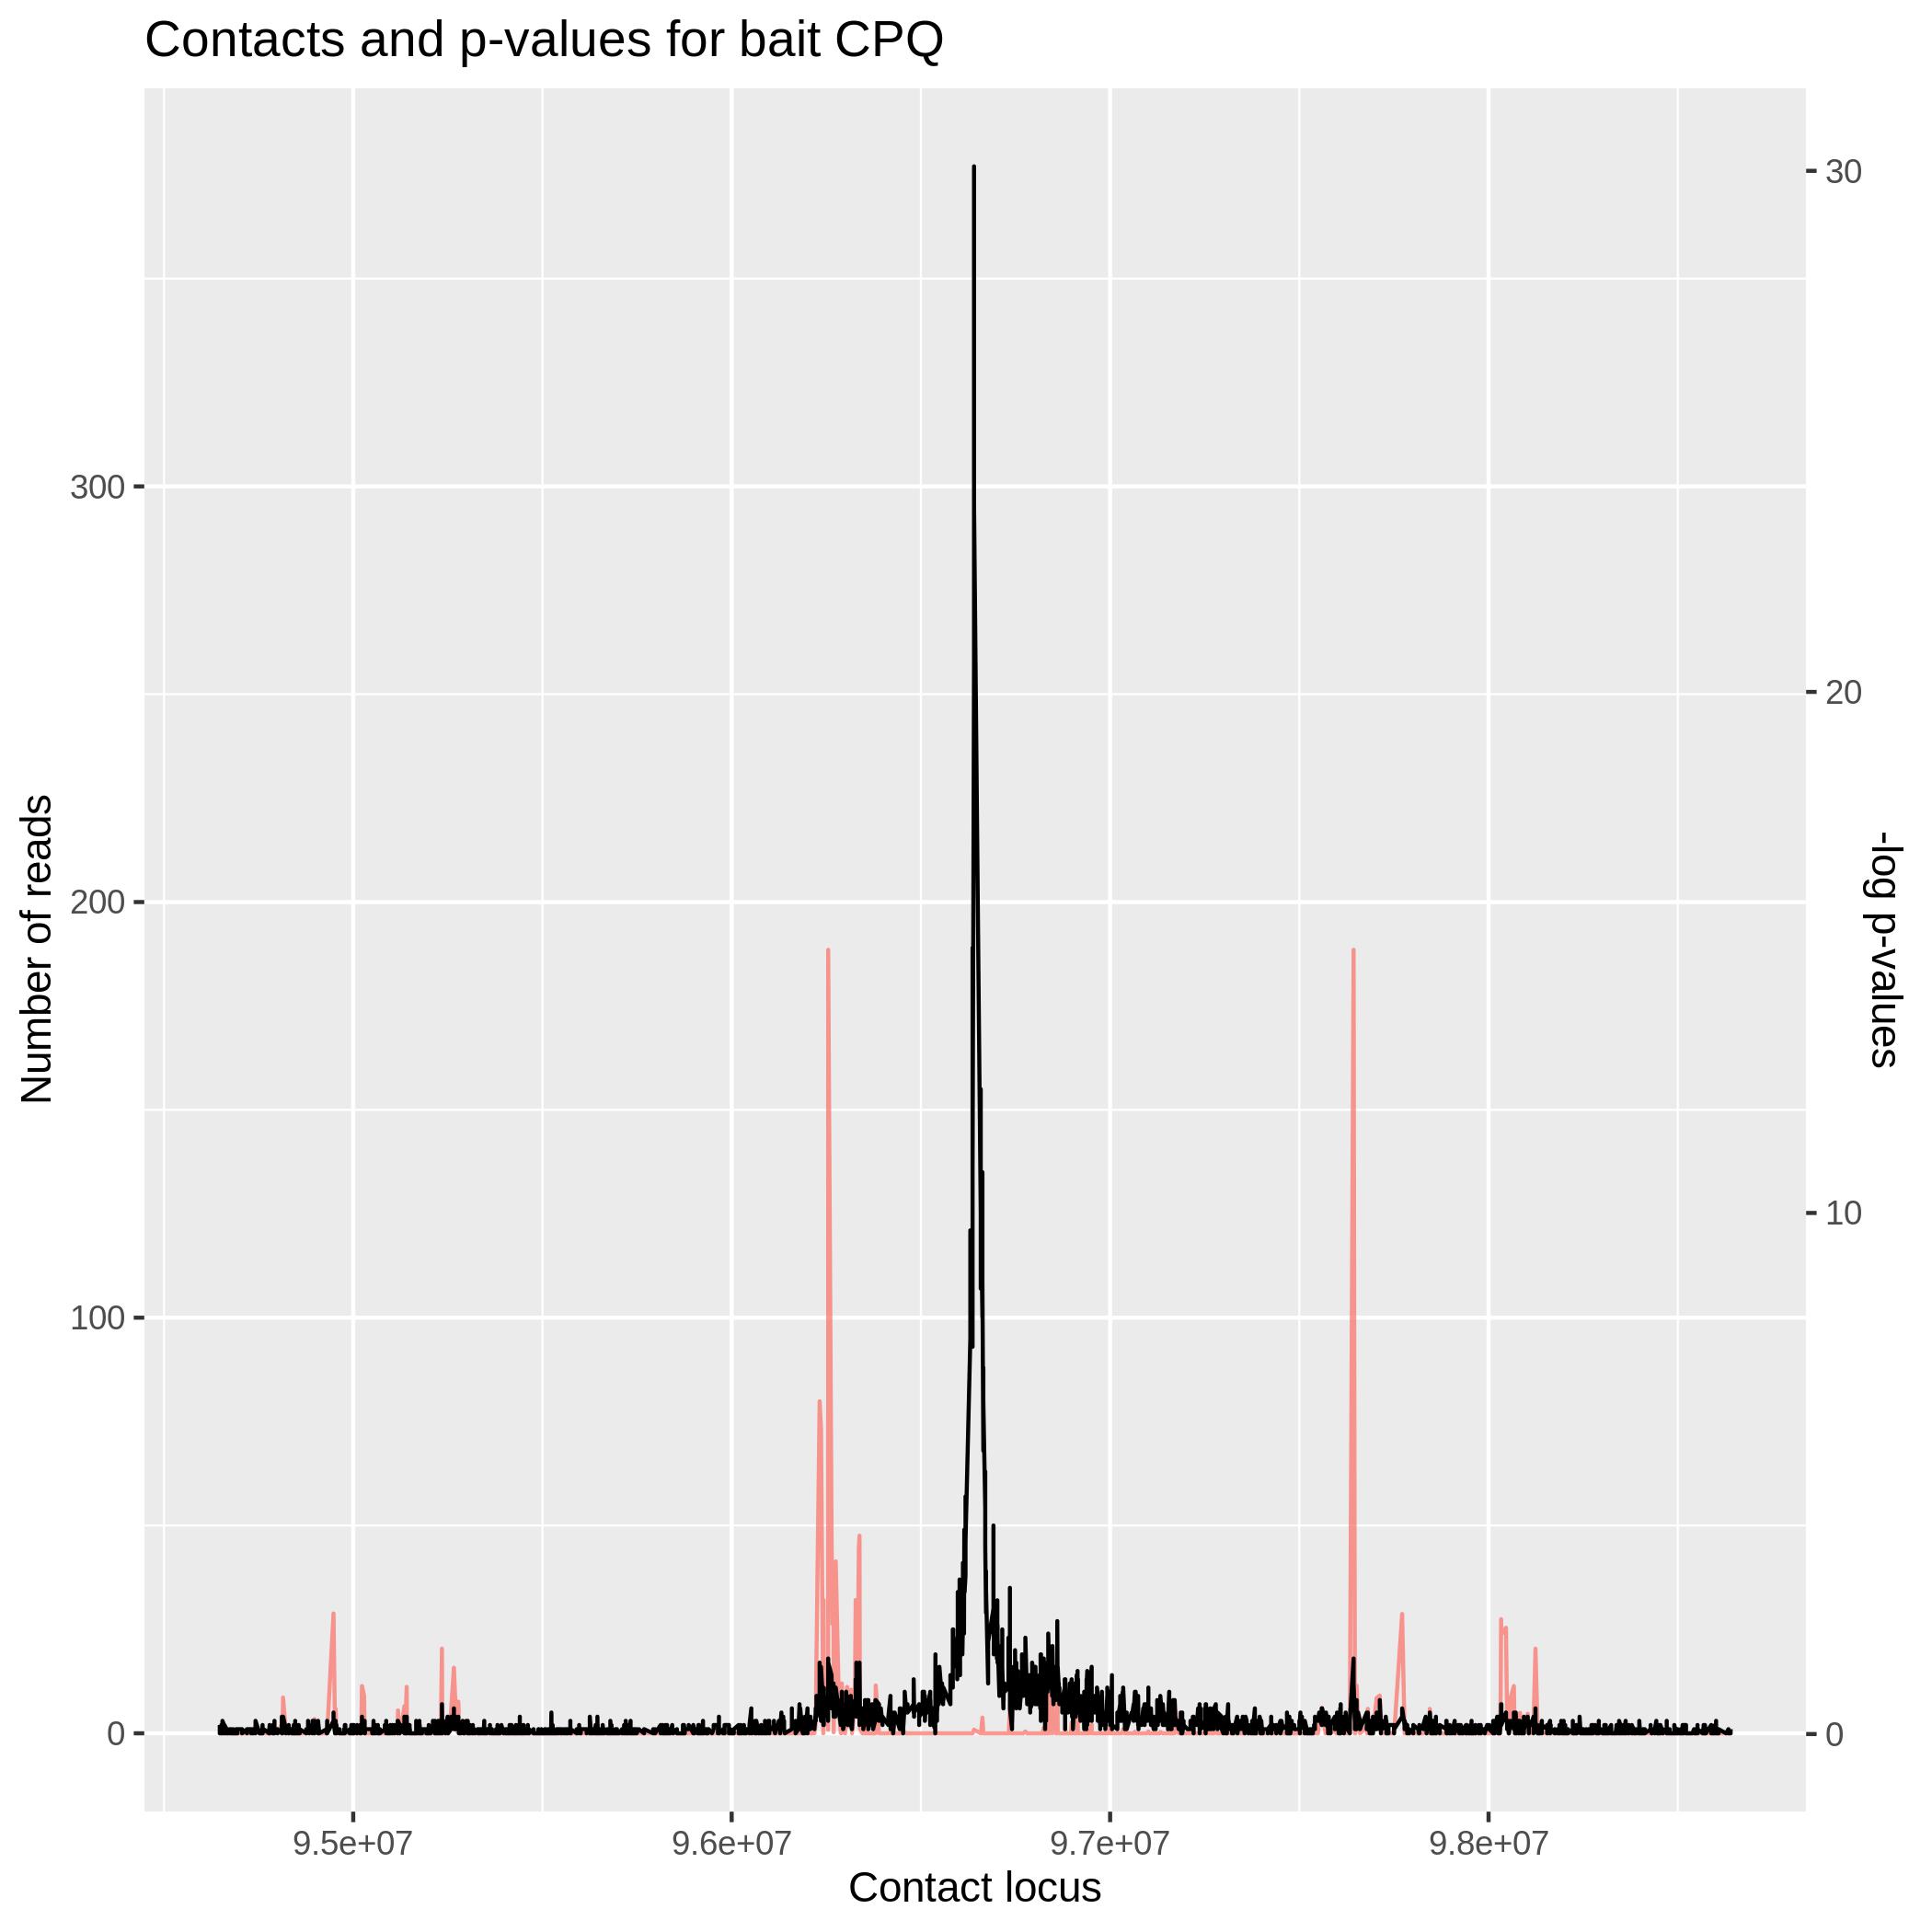 Contacts and p-values for bait CPQ
Number of reads
300
200
100
0
30
20
10
0
-log p-values
9.5e+07 9.6e+07 9.7e+07 9.8e+07
Contact locus